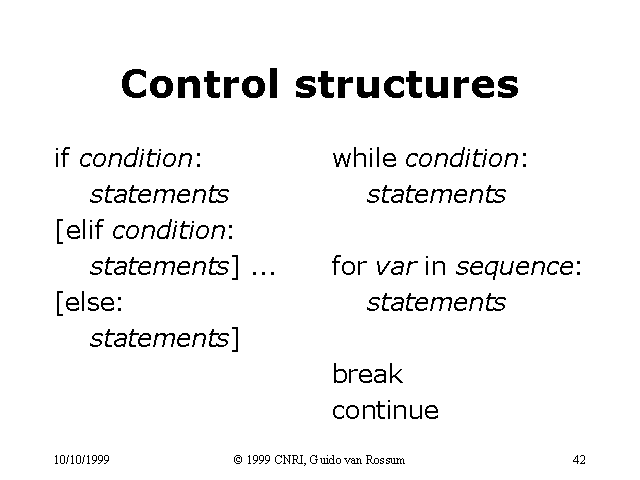 Control structures
if condition:
statements
[elif condition:
statements] ...
[else:
statements]
while condition:
statements
for var in sequence:
statements
break
continue
10/10/1999
© 1999 CNRI, Guido van Rossum
42